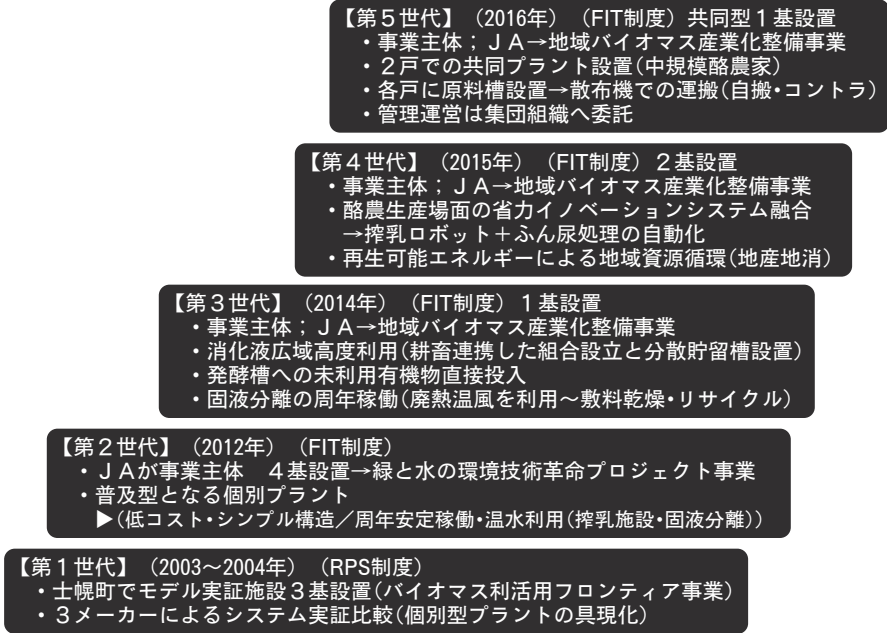 【第５世代】（2016年）（FIT制度）共同型１基設置
・事業主体；ＪＡ→地域バイオマス産業化整備事業
・２戸での共同プラント設置（中規模酪農家）
・各戸に原料槽設置→散布機での運搬（自搬・コントラ）
・管理運営は集団組織へ委託
【第４世代】（2015年）（FIT制度）２基設置
・事業主体；ＪＡ→地域バイオマス産業化整備事業
・酪農生産場面の省力イノベーションシステム融合
→搾乳ロボット＋ふん尿処理の自動化
・再生可能エネルギーによる地域資源循環（地産地消）
【第３世代】（2014年）（FIT制度）１基設置
・事業主体；ＪＡ→地域バイオマス産業化整備事業
・消化液広域高度利用（耕畜連携した組合設立と分散貯留槽設置）
・発酵槽への未利用有機物直接投入
・固液分離の周年稼働（廃熱温風を利用～敷料乾燥・リサイクル）
【第２世代】（2012年）（FIT制度）
・ＪＡが事業主体　４基設置→緑と水の環境技術革命プロジェクト事業
・普及型となる個別プラント
▶（低コスト・シンプル構造／周年安定稼働・温水利用（搾乳施設・固液分離））
【第１世代】（2003～2004年）（RPS制度）
・士幌町でモデル実証施設３基設置（バイオマス利活用フロンティア事業）
・３メーカーによるシステム実証比較（個別型プラントの具現化）